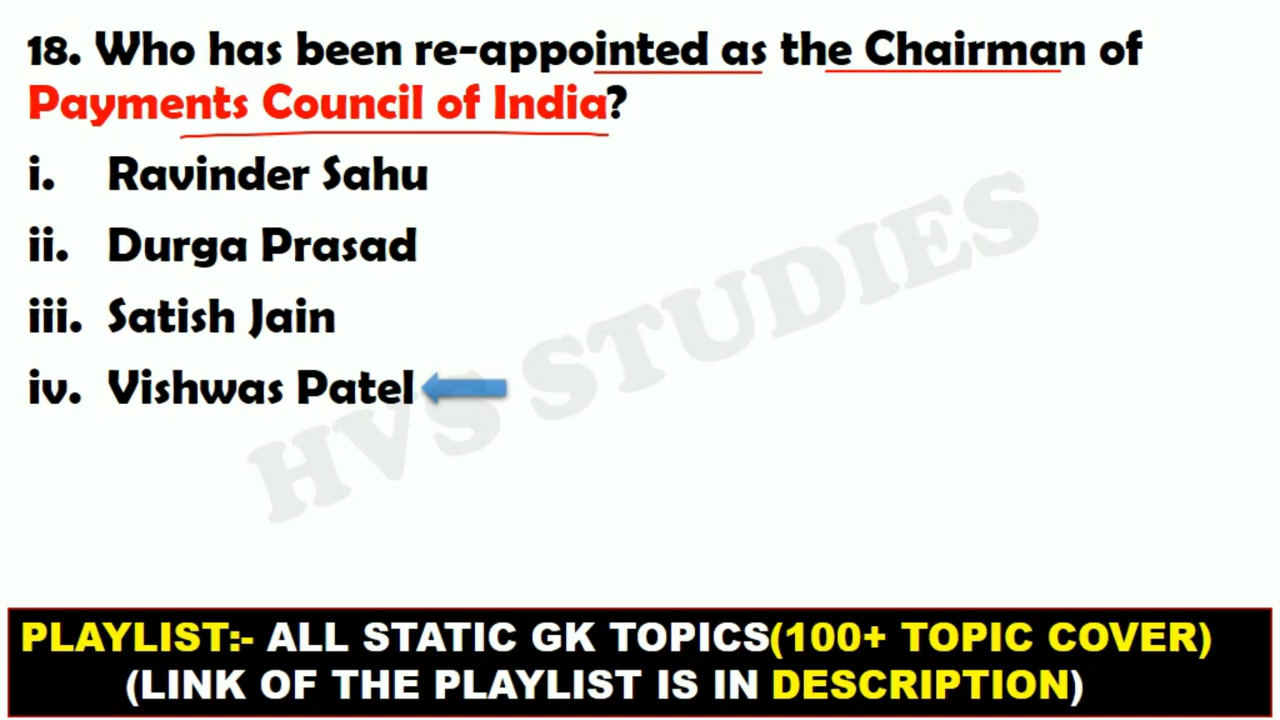 18. Who has been re-appointed as the Chairman of
Payments Council of India?
i. Ravinder Sahu
ii. Durga Prasad
iii. Satish Jain
iv. Vishwas Patel
HVS STUDIES
PLAYLIST:- ALL STATIC GK TOPICS(100+ TOPIC COVER)
(LINK OF THE PLAYLIST IS IN DESCRIPTION)